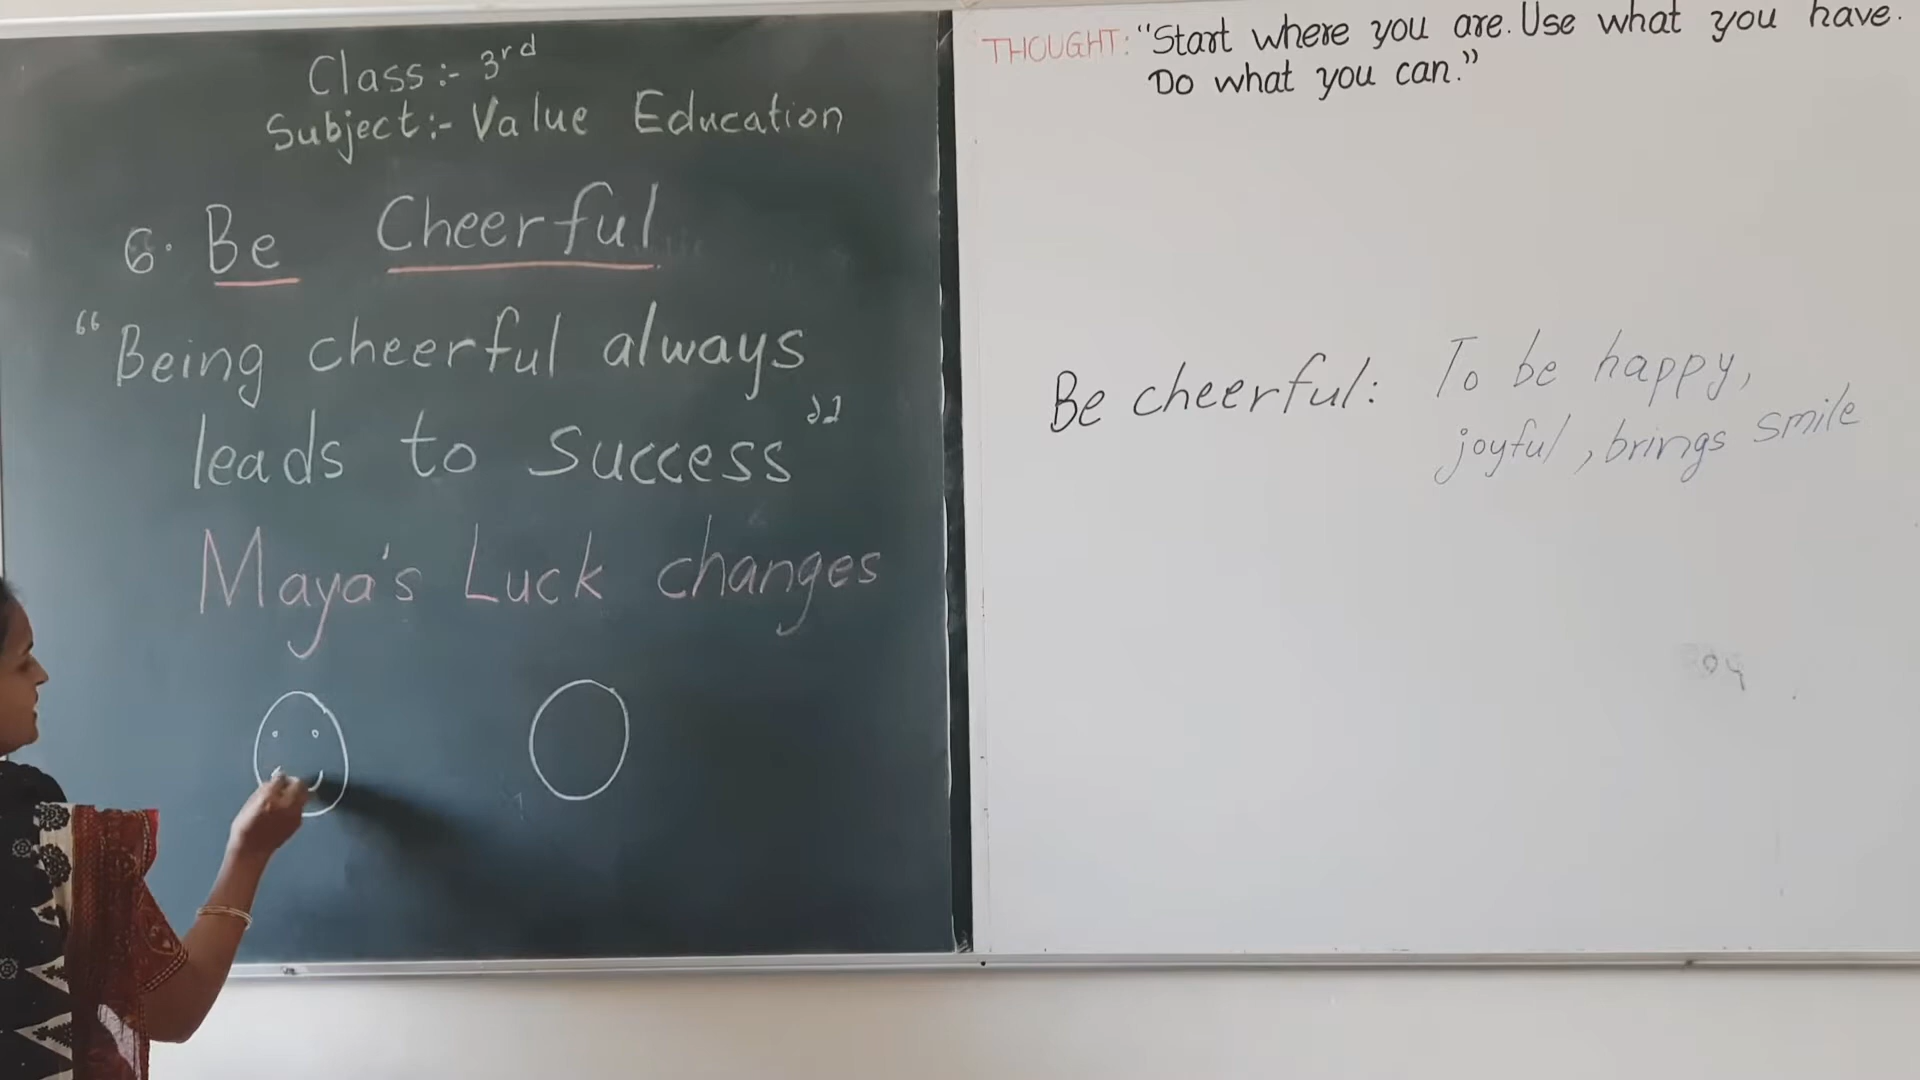 Class:- 3rd
Subject:- Value Education
6. Be Cheerful
"Being cheerful always
leads to success"
Maya's Luck changes
THOUGHT: "Start where you are. Use what you have.
Do what you can."
Be cheerful: To be happy,
joyful, brings smile